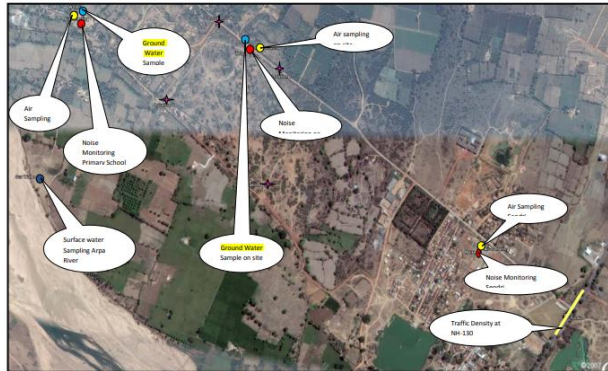 Ground
Water
Sample
Air sampling
Air
Sampling
Noise
Monitoring
Primary School
Noise
Surface water
Sampling Arpa
River
Ground Water
Sample on site
Air Sampling
Noise Monitoring
Traffic Density at
NH-130